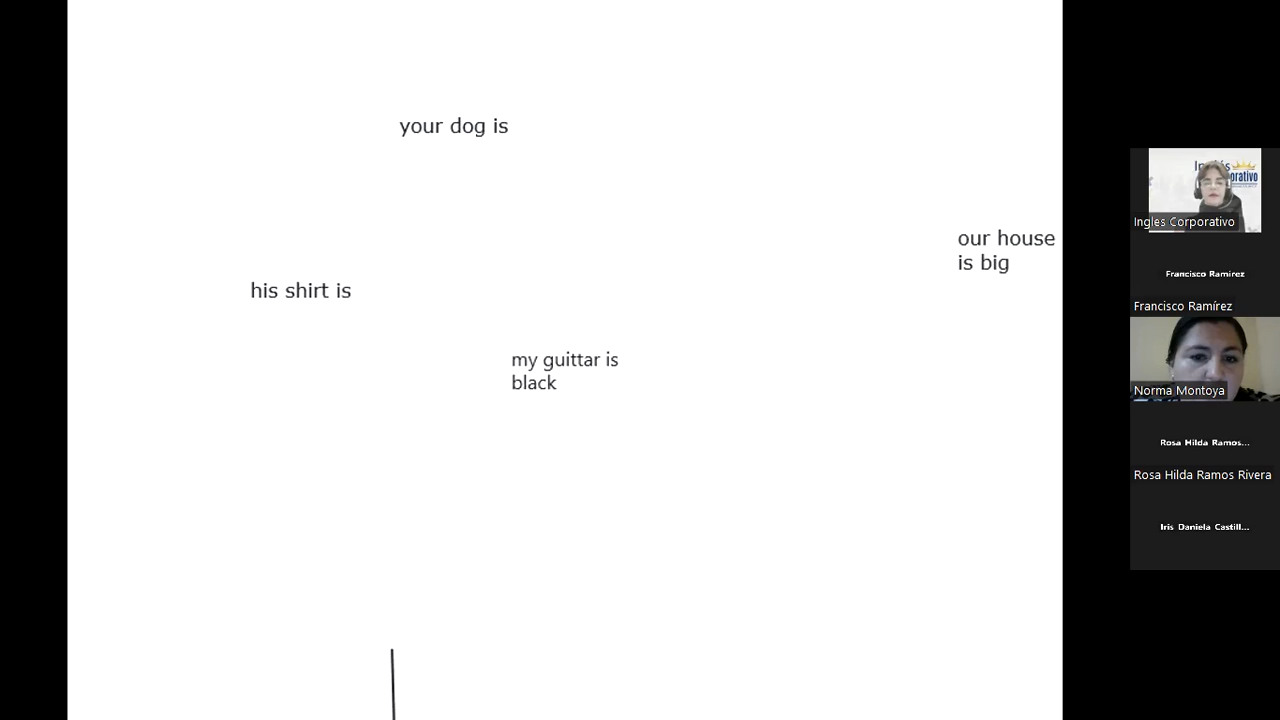 your dog is
our house
is big
his shirt is
my guittar is
black
Inglés
orativo
Ingles Corporativo
Francisco Ramirez
Francisco Ramírez
Norma Montoya
Rosa Hilda Ramos...
Rosa Hilda Ramos Rivera
Iris Daniela Castill...